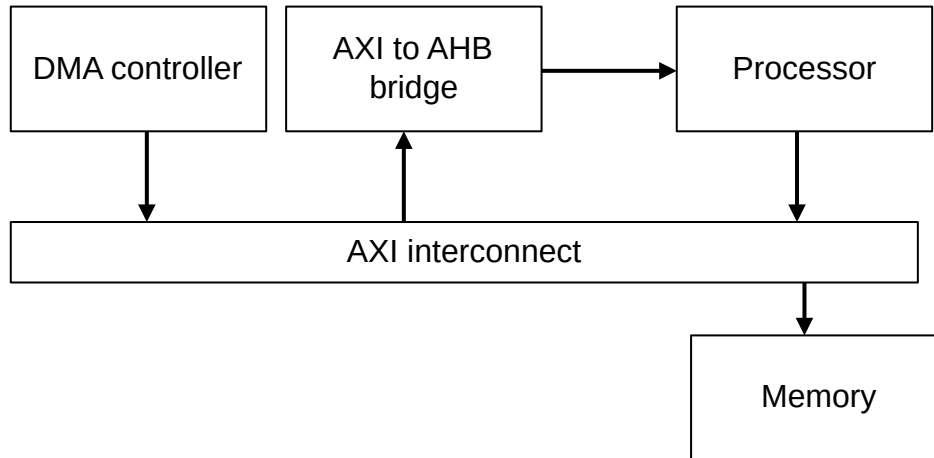 DMA controller
AXI to AHB
bridge
Processor
AXI interconnect
Memory